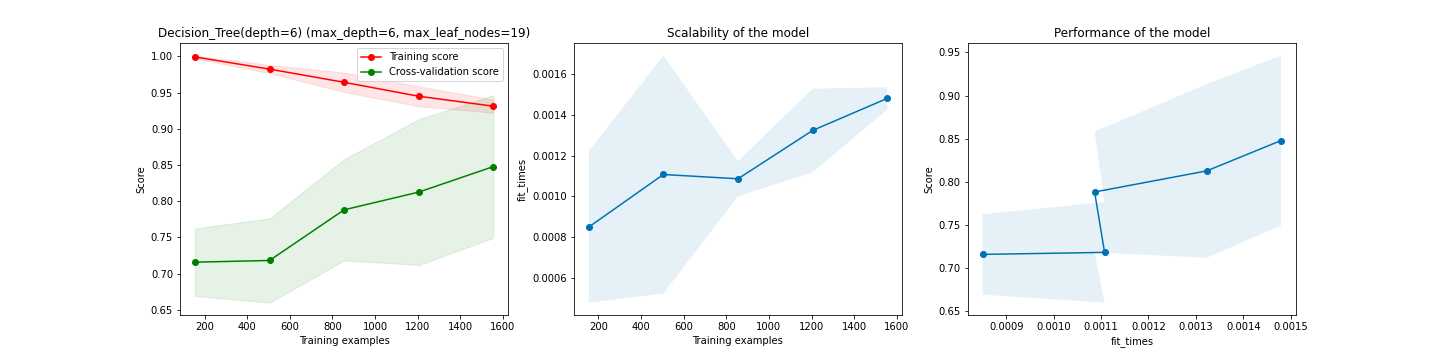 Decision_Tree(depth=6) (max_depth=6, max_leaf_nodes=19)
Training score
Cross-validation score
1.00
0.95
0.90
0.85
0.80
0.75
0.70
0.65
Score
200 400 600 800 1000 1200 1400 1600
Training examples
Scalability of the model
0.0016
0.0014
0.0012
0.0010
0.0008
0.0006
fit_times
200 400 600 800 1000 1200 1400 1600
Training examples
Performance of the model
0.95
0.90
0.85
0.80
0.75
0.70
0.65
Score
0.0009 0.0010 0.0011 0.0012 0.0013 0.0014 0.0015
fit_times